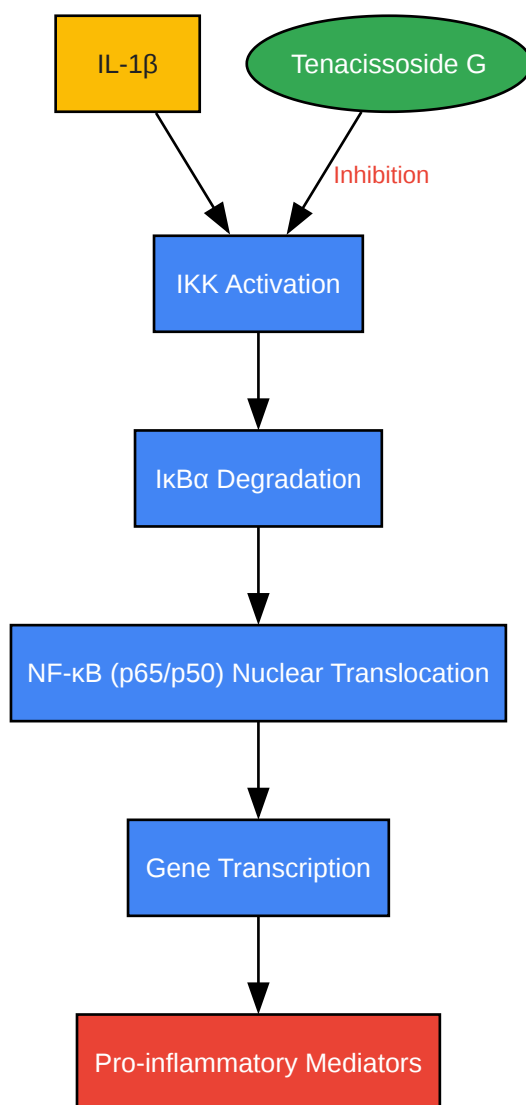 IL-1β
Tenacissoside G
Inhibition
IKK Activation
IκBα Degradation
NF-κB (p65/p50) Nuclear Translocation
Gene Transcription
Pro-inflammatory Mediators